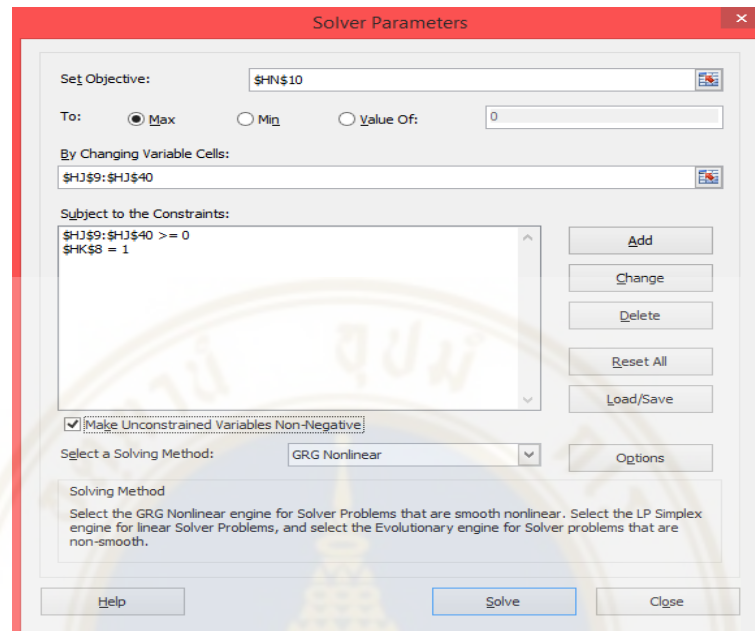 Solver Parameters
×
Set Objective: $HN$10
To: Max Min Value Of: 0
By Changing Variable Cells:
$HJ$9:$HJ$40
Subject to the Constraints:
$HJ$9:$HJ$40 >= 0
$HK$8 = 1
Add
Change
Delete
Reset All
Load/Save
Make Unconstrained Variables Non-Negative
Select a Solving Method: GRG Nonlinear Options
Solving Method
Select the GRG Nonlinear engine for Solver Problems that are smooth nonlinear. Select the LP Simplex
engine for linear Solver Problems, and select the Evolutionary engine for Solver problems that are
non-smooth.
Help Solve Close